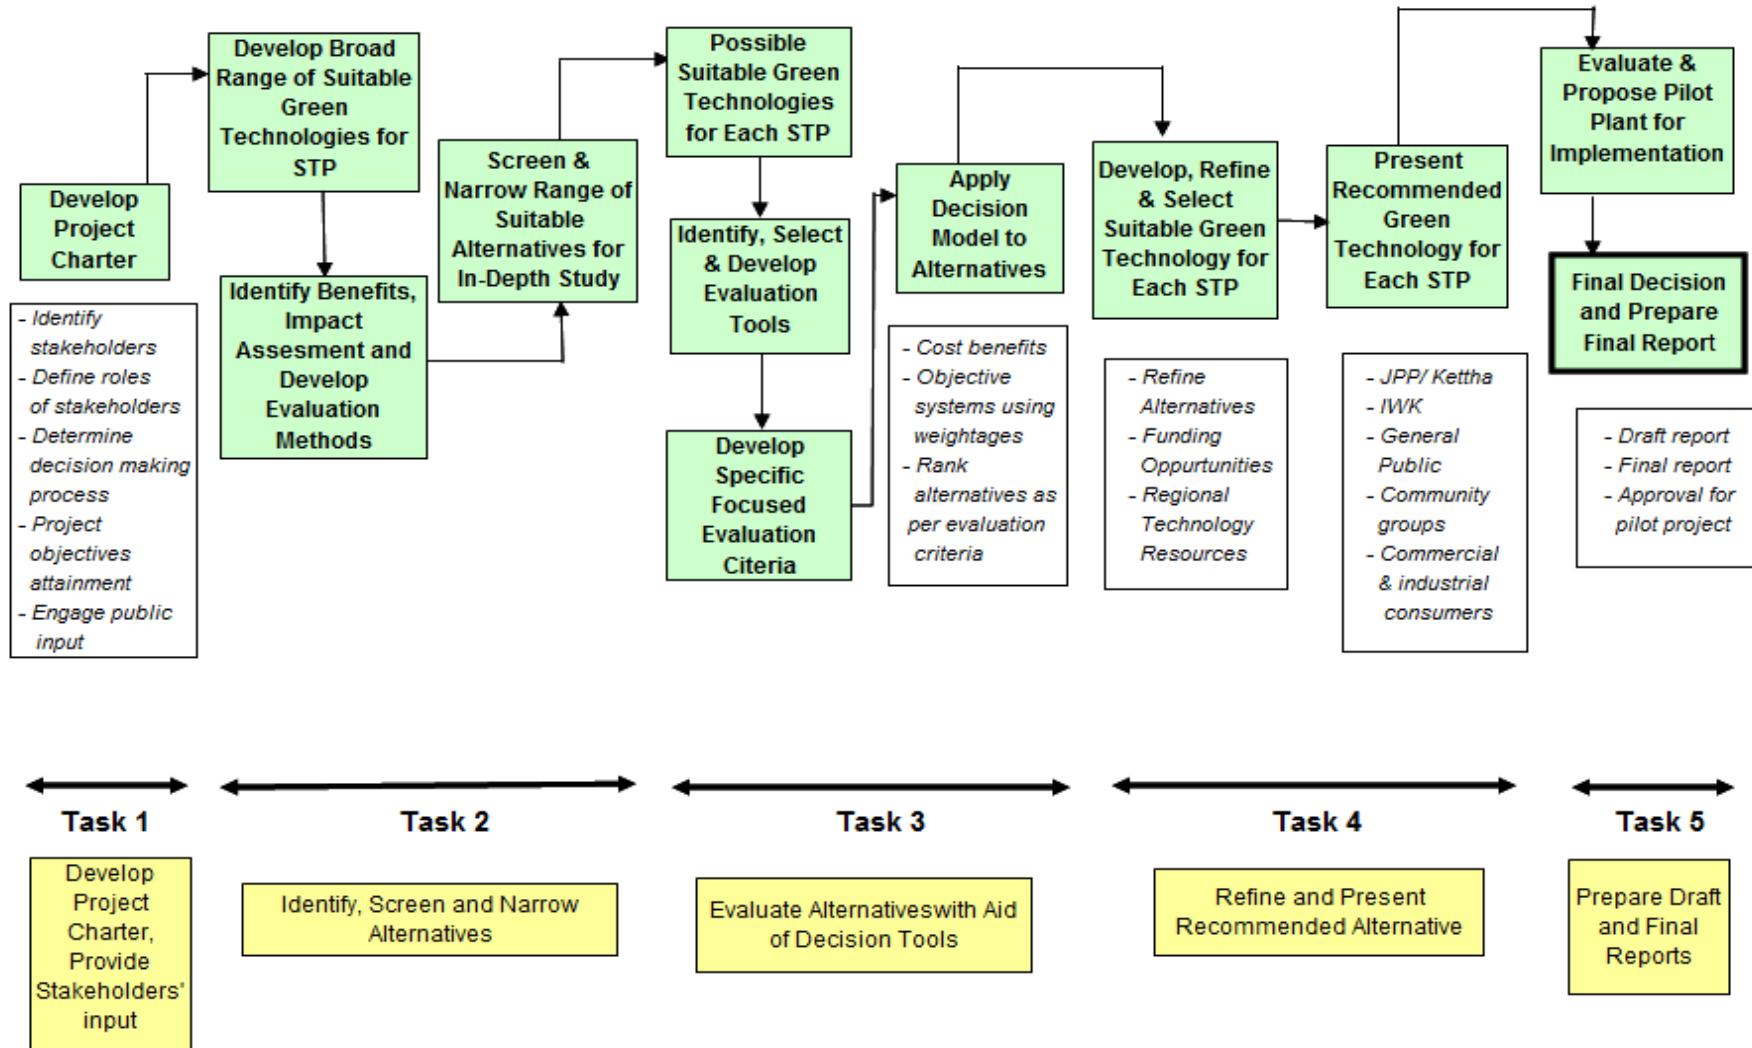 Develop
Project
Charter
- Identify
stakeholders
- Define roles
of stakeholders
- Determine
decision making
process
- Project
objectives
attainment
- Engage public
input
Develop Broad
Range of Suitable
Green
Technologies for
STP
Identify Benefits,
Impact
Assesment and
Develop
Evaluation
Methods
Screen &
Narrow Range of
Suitable
Alternatives for
In-Depth Study
Possible
Suitable Green
Technologies
for Each STP
Identify, Select
& Develop
Evaluation
Tools
Develop
Specific
Focused
Evaluation
Citeria
Apply
Decision
Model to
Alternatives
- Cost benefits
- Objective
systems using
weightages
- Rank
alternatives as
per evaluation
criteria
Develop, Refine
& Select
Suitable Green
Technology for
Each STP
- Refine
Alternatives
- Funding
Oppurtunities
- Regional
Technology
Resources
Present
Recommended
Green
Technology for
Each STP
- JPP/ Kettha
- IWK
- General
Public
- Community
groups
- Commercial
& industrial
consumers
Evaluate &
Propose Pilot
Plant for
Implementation
Final Decision
and Prepare
Final Report
- Draft report
- Final report
- Approval for
pilot project
Task 1
Task 2
Task 3
Task 4
Task 5
Develop
Project
Charter,
Provide
Stakeholders'
input
Identify, Screen and Narrow
Alternatives
Evaluate Alternativeswith Aid
of Decision Tools
Refine and Present
Recommended Alternative
Prepare Draft
and Final
Reports